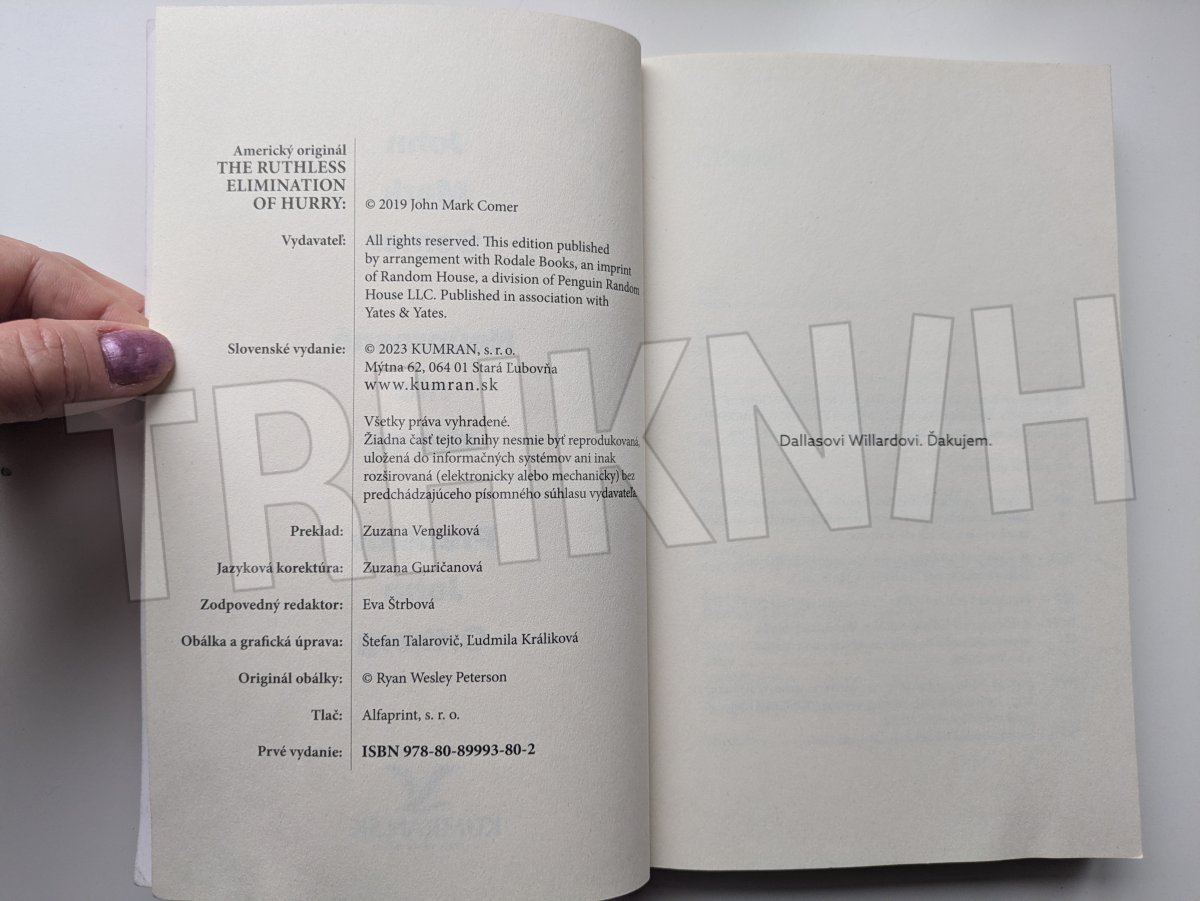 Americký originál
THE RUTHLESS
ELIMINATION
OF HURRY:
© 2019 John Mark Comer
Vydavateľ:
All rights reserved. This edition published
by arrangement with Rodale Books, an imprint
of Random House, a division of Penguin Random
House LLC. Published in association with
Yates & Yates.
Slovenské vydanie:
© 2023 KUMRAN, s. r. o.
Mýtna 62, 064 01 Stará Ľubovňa
www.kumran.sk
Všetky práva vyhradené.
Žiadna časť tejto knihy nesmie byť reprodukovaná,
uložená do informačných systémov ani inak
rozširovaná (elektronicky alebo mechanicky) bez
predchádzajúceho písomného súhlasu vydavateľa.
Preklad: Zuzana Vengliková
Jazyková korektúra: Zuzana Guričanová
Zodpovedný redaktor: Eva Štrbová
Obálka a grafická úprava: Štefan Talarovič, Ľudmila Králiková
Originál obálky: © Ryan Wesley Peterson
Tlač: Alfaprint, s. r. o.
Prvé vydanie: ISBN 978-80-89993-80-2
Dallasovi Willardovi. Ďakujem.
TRHKN/H